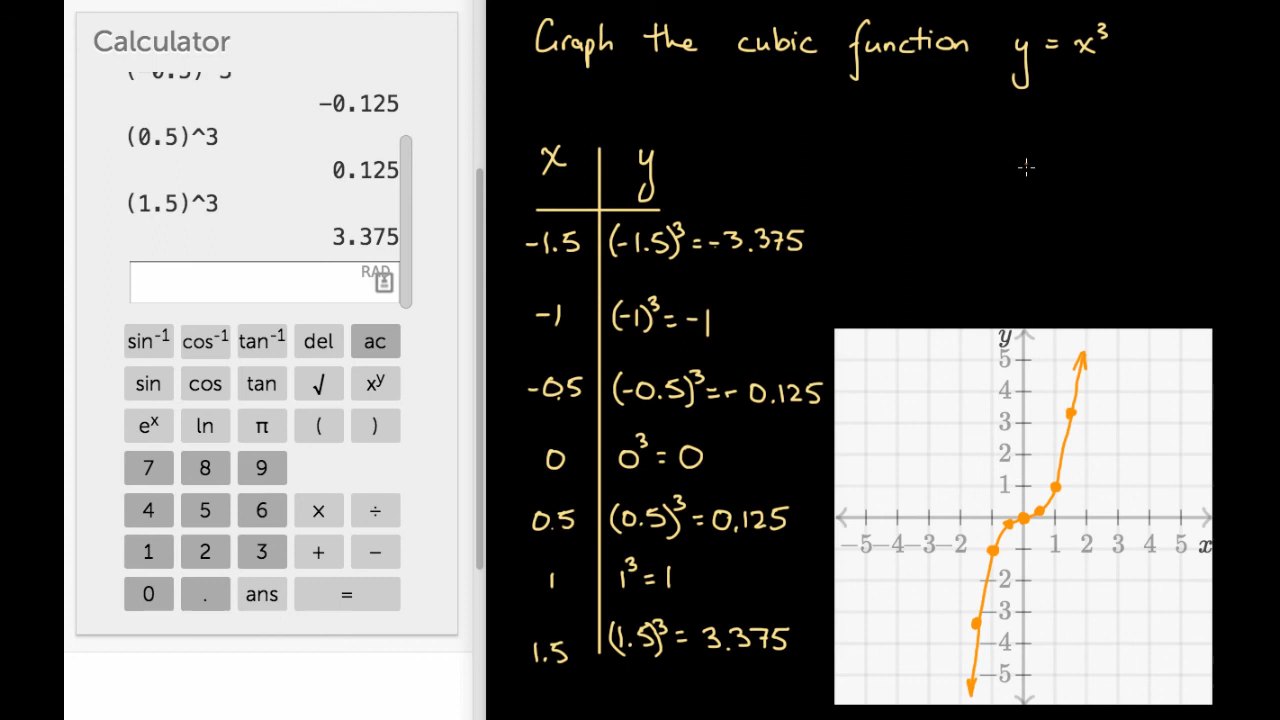 Calculator
(-0.5)^3
-0.125
(0.5)^3
0.125
(1.5)^3
3.375
RAD
sin⁻¹ cos⁻¹ tan⁻¹ del ac
sin cos tan √ xʸ
eˣ ln π ( )
7 8 9
4 5 6 × ÷
1 2 3 + −
0 . ans =
Graph the cubic function y = x³
x y
-1.5 (-1.5)³ = -3.375
-1 (-1)³ = -1
-0.5 (-0.5)³ = -0.125
0 0³ = 0
0.5 (0.5)³ = 0.125
1 1³ = 1
1.5 (1.5)³ = 3.375
y
5
4
3
2
1
−5 −4 −3 −2 1 2 3 4 5 x
−2
−3
−4
−5